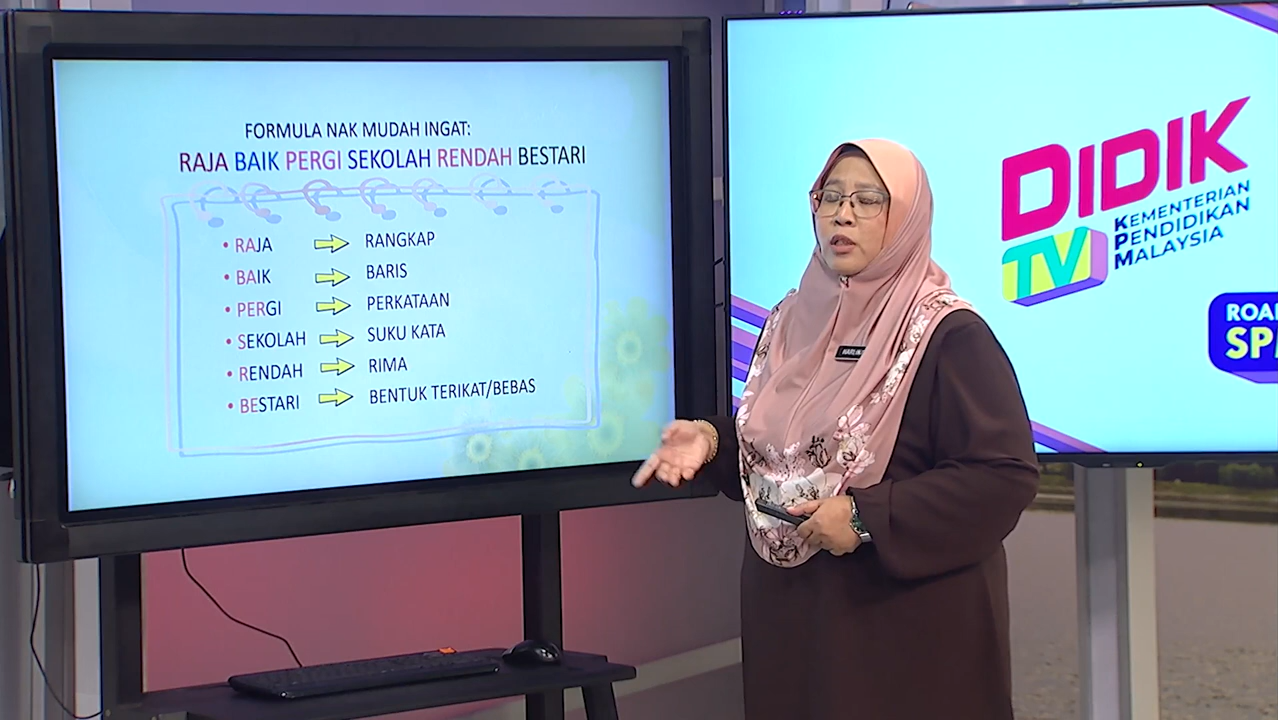 FORMULA NAK MUDAH INGAT:
RAJA BAIK PERGI SEKOLAH RENDAH BESTARI
• RAJA RANGKAP
• BAIK BARIS
• PERGI PERKATAAN
• SEKOLAH SUKU KATA
• RENDAH RIMA
• BESTARI BENTUK TERIKAT/BEBAS
DIDIK
TV
KEMENTERIAN
PENDIDIKAN
MALAYSIA